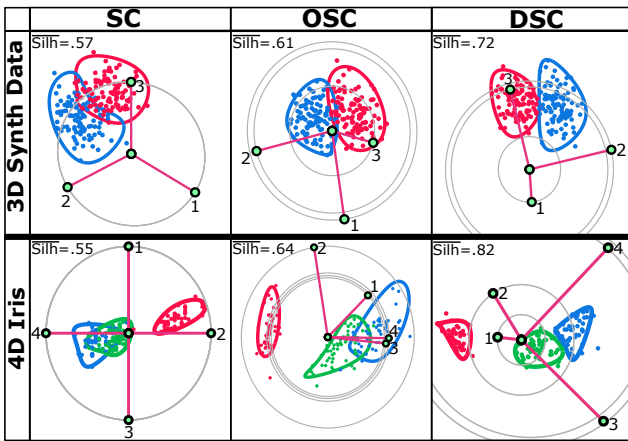 SC OSC DSC
3D Synth Data
Silh=.57
3
2
1
Silh=.61
2
3
1
Silh=.72
3
2
1
4D Iris
Silh=.55
1
4
2
3
Silh=.64
2
1
4
3
Silh=.82
4
2
1
3